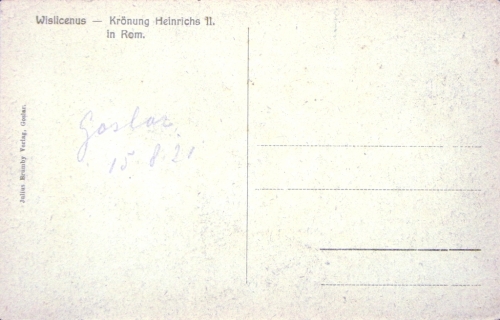 Wislicenus — Krönung Heinrichs II.
in Rom.
Goslar
15.8.21
Julius Brumby Verlag, Goslar.